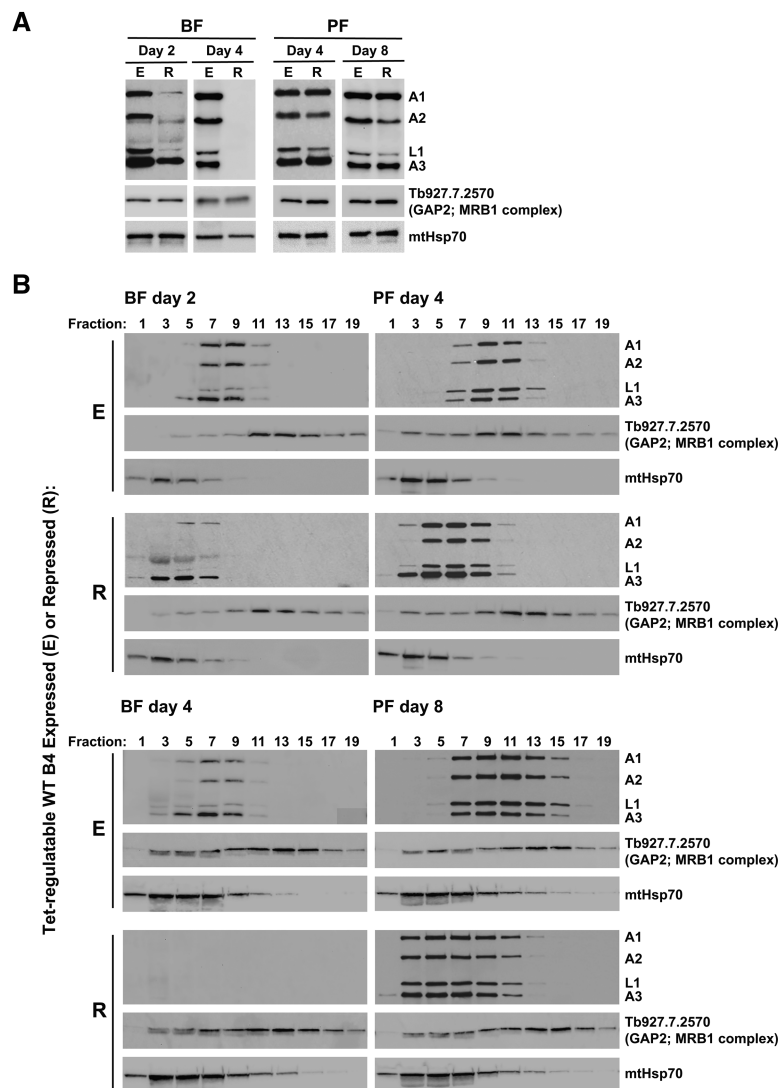 A
BF PF
Day 2 Day 4 Day 4 Day 8
E R E R E R E R
A1
A2
L1
A3
Tb927.7.2570
(GAP2; MRB1 complex)
mtHsp70
B
BF day 2 PF day 4
Fraction: 1 3 5 7 9 11 13 15 17 19 1 3 5 7 9 11 13 15 17 19
Tet-regulatable WT B4 Expressed (E) or Repressed (R):
E
A1
A2
L1
A3
Tb927.7.2570
(GAP2; MRB1 complex)
mtHsp70
R
A1
A2
L1
A3
Tb927.7.2570
(GAP2; MRB1 complex)
mtHsp70
BF day 4 PF day 8
Fraction: 1 3 5 7 9 11 13 15 17 19 1 3 5 7 9 11 13 15 17 19
E
A1
A2
L1
A3
Tb927.7.2570
(GAP2; MRB1 complex)
mtHsp70
R
A1
A2
L1
A3
Tb927.7.2570
(GAP2; MRB1 complex)
mtHsp70